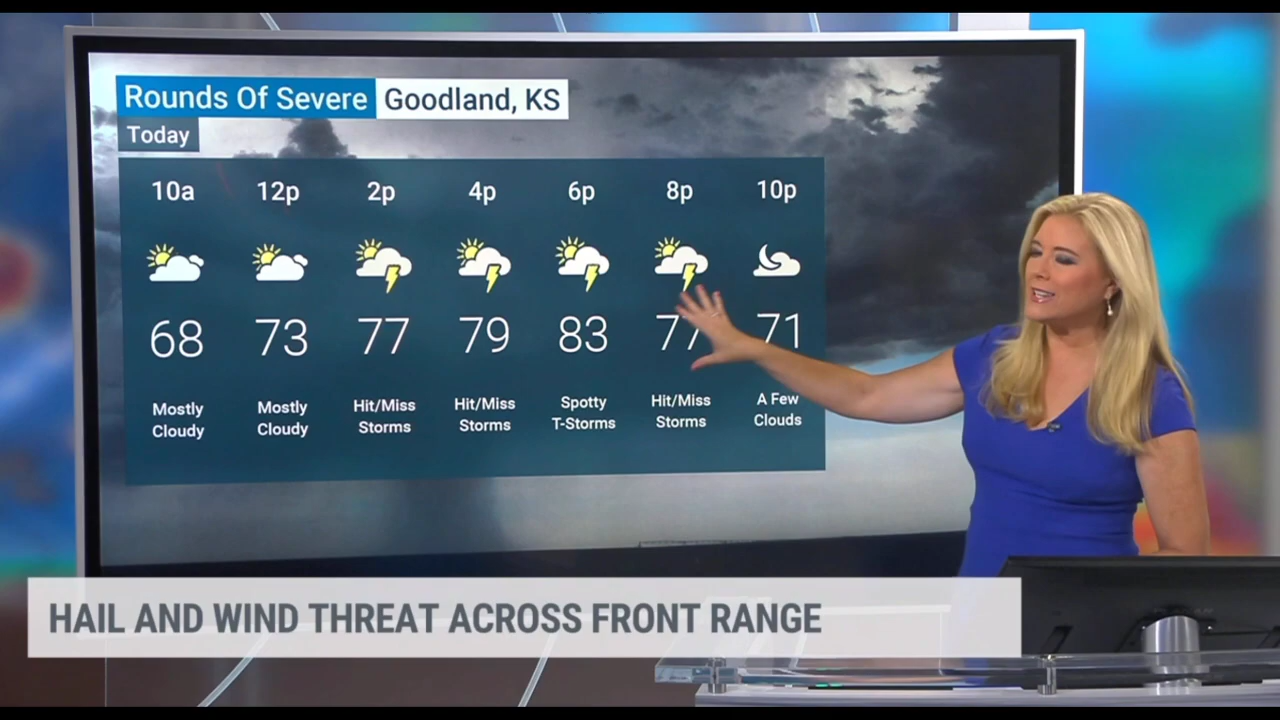 Rounds Of Severe Goodland, KS
Today
10a 12p 2p 4p 6p 8p 10p
68 73 77 79 83 77 71
Mostly Cloudy Mostly Cloudy Hit/Miss Storms Hit/Miss Storms Spotty T-Storms Hit/Miss Storms A Few Clouds
HAIL AND WIND THREAT ACROSS FRONT RANGE